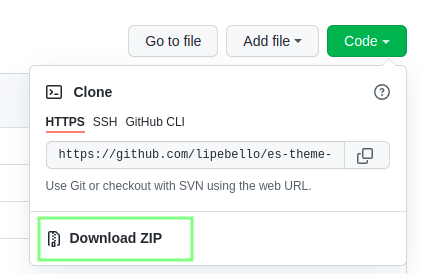 Go to file Add file Code
Clone
HTTPS SSH GitHub CLI
https://github.com/lipebello/es-theme-
Use Git or checkout with SVN using the web URL.
Download ZIP